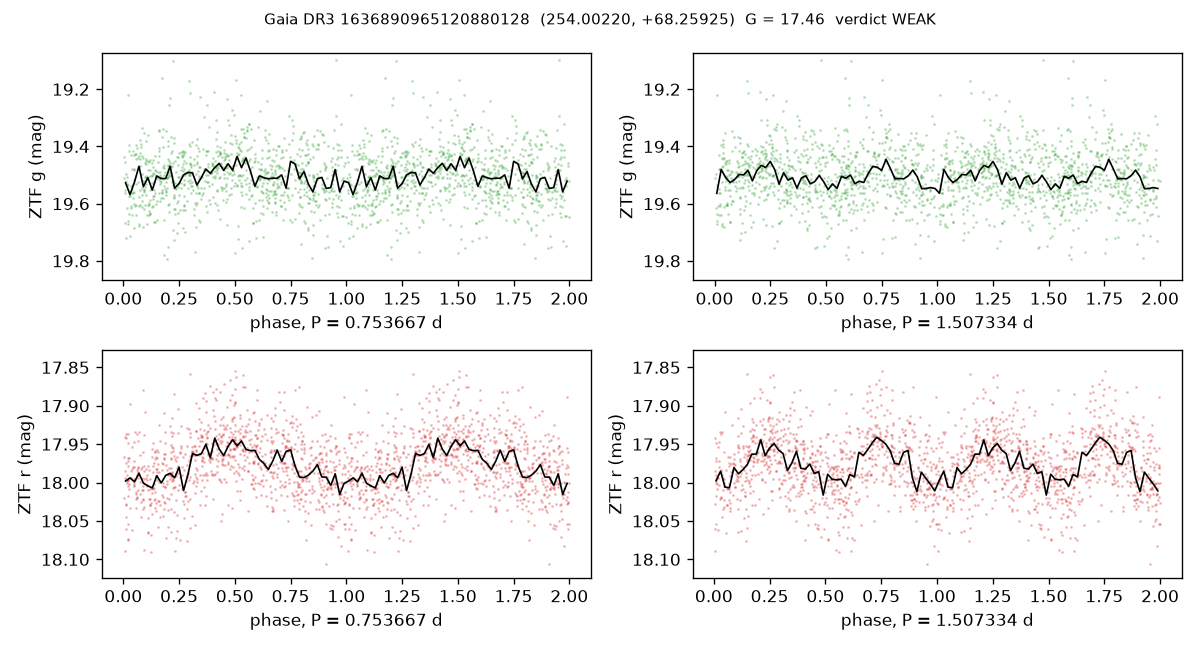 Gaia DR3 1636890965120880128  (254.00220, +68.25925)  G = 17.46  verdict WEAK
ZTF g (mag)
19.2
19.4
19.6
19.8
0.00 0.25 0.50 0.75 1.00 1.25 1.50 1.75 2.00
phase, P = 0.753667 d
ZTF g (mag)
19.2
19.4
19.6
19.8
0.00 0.25 0.50 0.75 1.00 1.25 1.50 1.75 2.00
phase, P = 1.507334 d
ZTF r (mag)
17.85
17.90
17.95
18.00
18.05
18.10
0.00 0.25 0.50 0.75 1.00 1.25 1.50 1.75 2.00
phase, P = 0.753667 d
ZTF r (mag)
17.85
17.90
17.95
18.00
18.05
18.10
0.00 0.25 0.50 0.75 1.00 1.25 1.50 1.75 2.00
phase, P = 1.507334 d